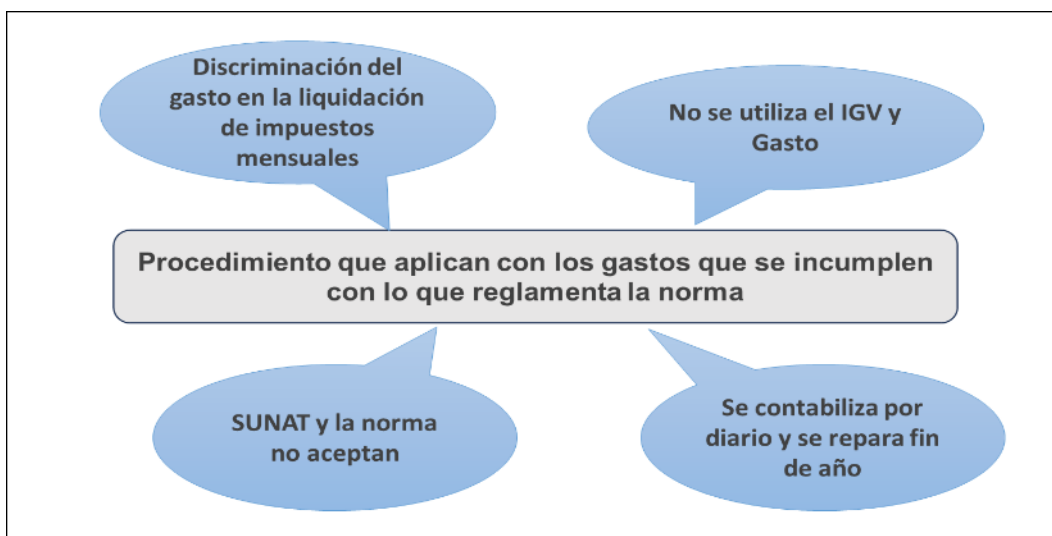 Discriminación del
gasto en la liquidación
de impuestos
mensuales
No se utiliza el IGV y
Gasto
Procedimiento que aplican con los gastos que se incumplen
con lo que reglamenta la norma
SUNAT y la norma
no aceptan
Se contabiliza por
diario y se repara fin
de año